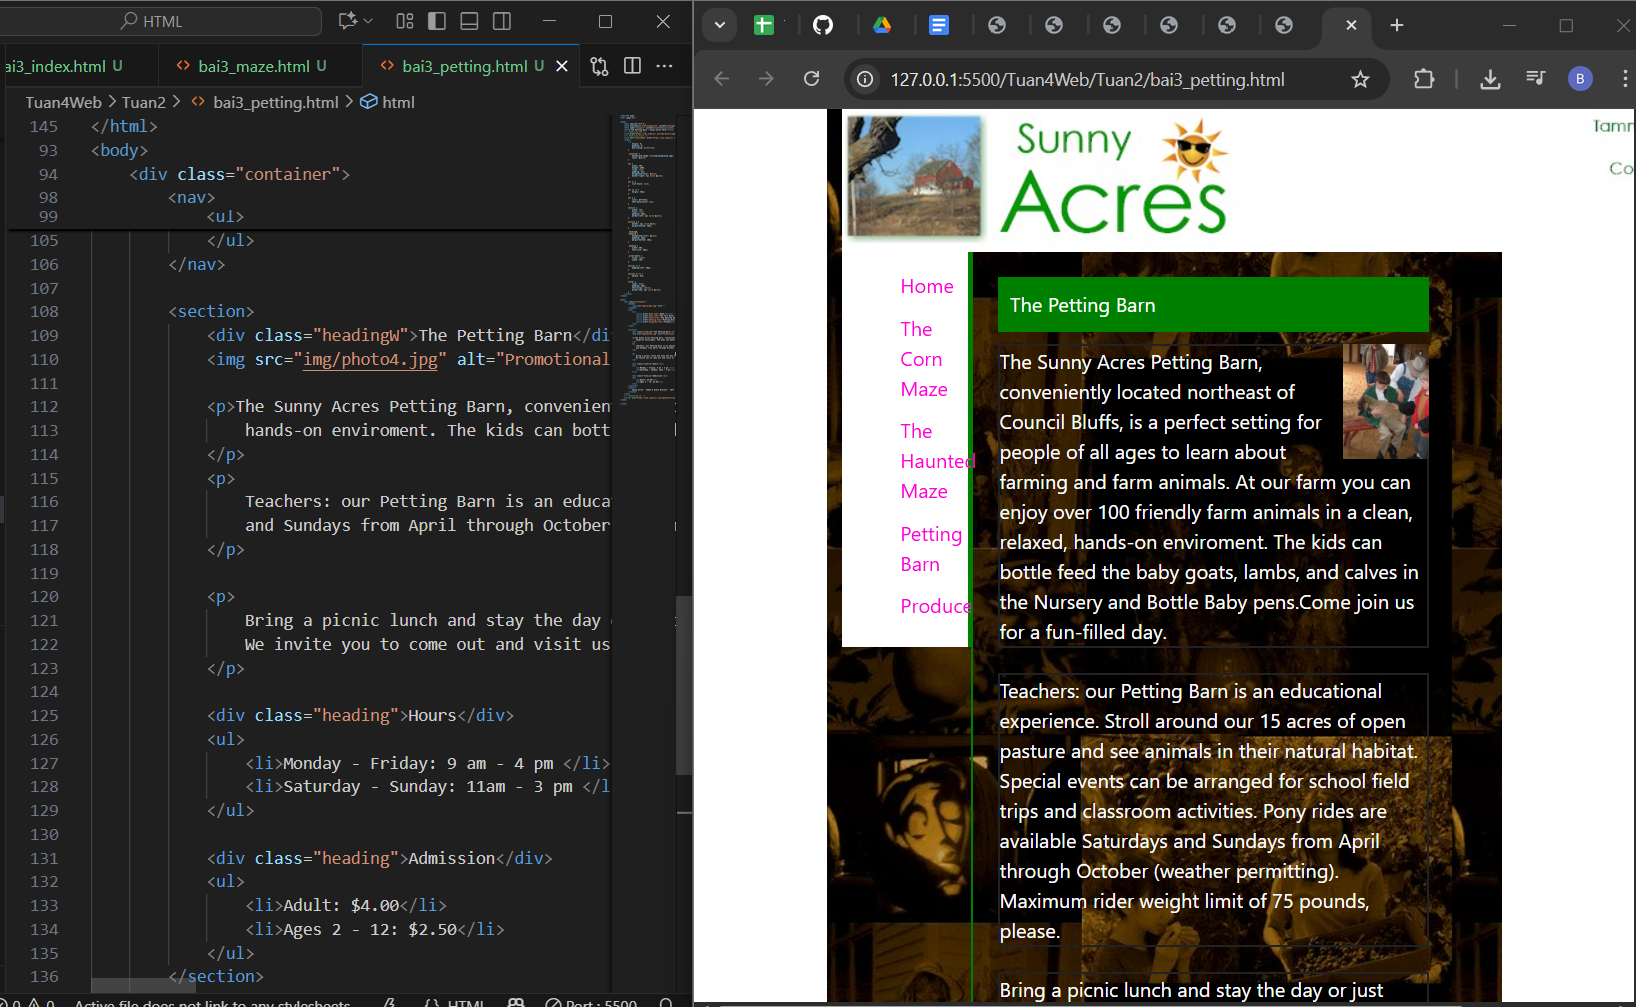 HTML
ai3_index.html U
<> bai3_maze.html U
<> bai3_petting.html U
Tuan4Web > Tuan2 > <> bai3_petting.html > html
145 </html>
93 <body>
94 <div class="container">
98 <nav>
99 <ul>
105 </ul>
106 </nav>
107
108 <section>
109 <div class="headingW">The Petting Barn</di
110 <img src="img/photo4.jpg" alt="Promotional
111
112 <p>The Sunny Acres Petting Barn, convenien
113 hands-on enviroment. The kids can bott
114 </p>
115 <p>
116 Teachers: our Petting Barn is an educa
117 and Sundays from April through October
118 </p>
119
120 <p>
121 Bring a picnic lunch and stay the day
122 We invite you to come out and visit us
123 </p>
124
125 <div class="heading">Hours</div>
126 <ul>
127 <li>Monday - Friday: 9 am - 4 pm </li>
128 <li>Saturday - Sunday: 11am - 3 pm </l
129 </ul>
130
131 <div class="heading">Admission</div>
132 <ul>
133 <li>Adult: $4.00</li>
134 <li>Ages 2 - 12: $2.50</li>
135 </ul>
136 </section>
0 0 Active file does not link to any stylesheets {} HTML Port : 5500
127.0.0.1:5500/Tuan4Web/Tuan2/bai3_petting.html
B
Sunny
Acres
Tamm
Co
Home
The
Corn
Maze
The
Haunted
Maze
Petting
Barn
Produce
The Petting Barn
The Sunny Acres Petting Barn,
conveniently located northeast of
Council Bluffs, is a perfect setting for
people of all ages to learn about
farming and farm animals. At our farm you can
enjoy over 100 friendly farm animals in a clean,
relaxed, hands-on enviroment. The kids can
bottle feed the baby goats, lambs, and calves in
the Nursery and Bottle Baby pens.Come join us
for a fun-filled day.
Teachers: our Petting Barn is an educational
experience. Stroll around our 15 acres of open
pasture and see animals in their natural habitat.
Special events can be arranged for school field
trips and classroom activities. Pony rides are
available Saturdays and Sundays from April
through October (weather permitting).
Maximum rider weight limit of 75 pounds,
please.
Bring a picnic lunch and stay the day or just